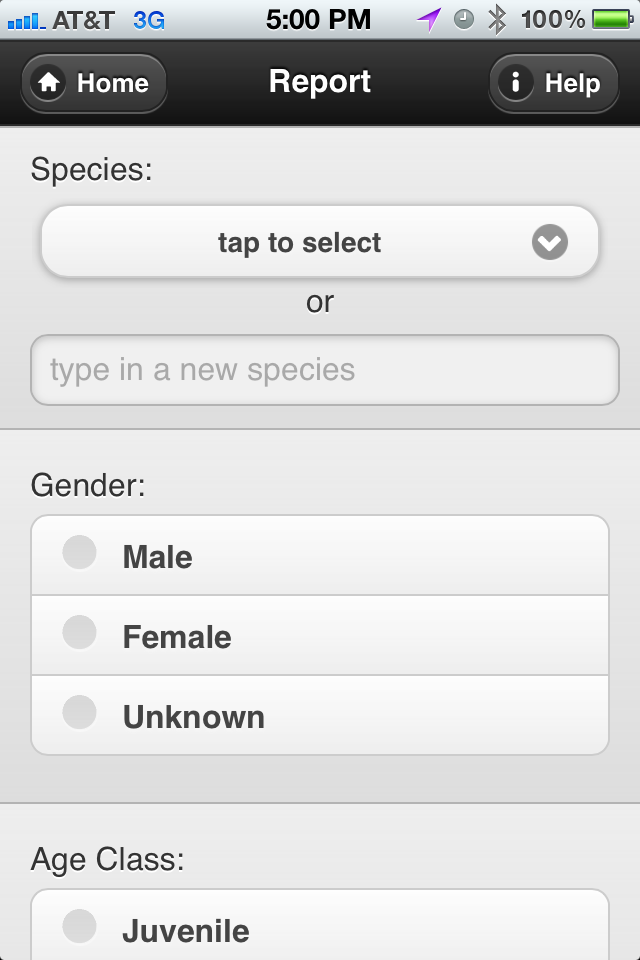 AT&T 3G 5:00 PM 100%
Home Report Help
Species:
tap to select
or
type in a new species
Gender:
Male
Female
Unknown
Age Class:
Juvenile